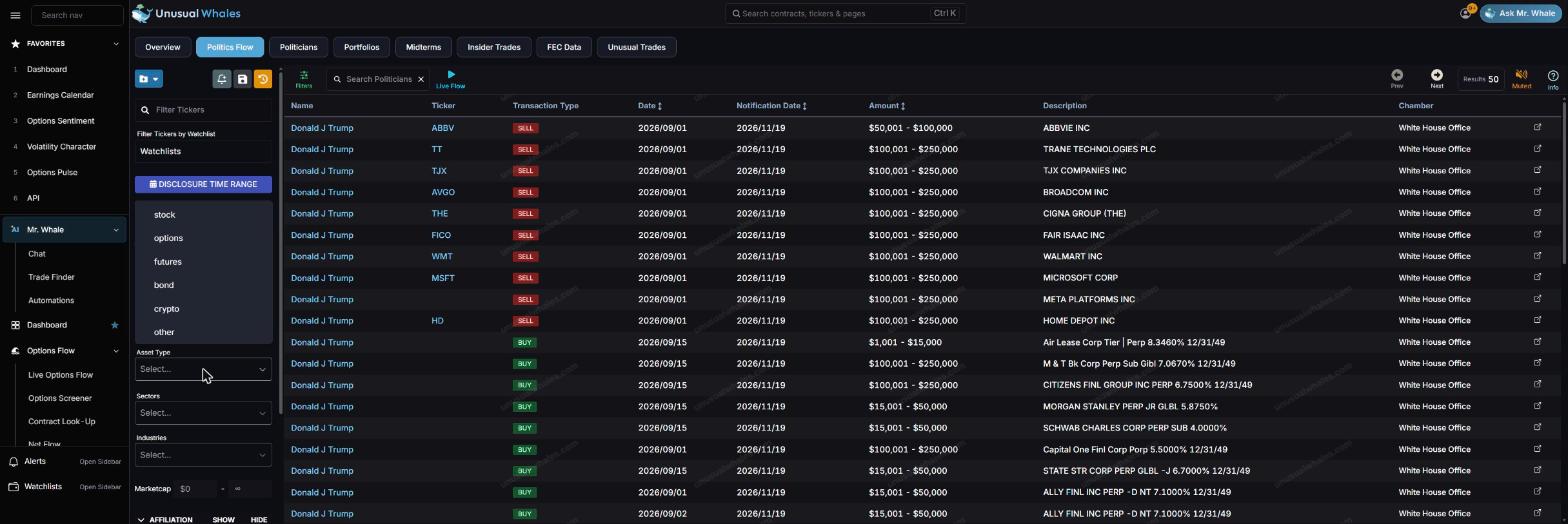 Search nav
Unusual Whales
Search contracts, tickers & pages Ctrl K
9+
Ask Mr. Whale
FAVORITES
1 Dashboard
2 Earnings Calendar
3 Options Sentiment
4 Volatility Character
5 Options Pulse
6 API
AI Mr. Whale
Chat
Trade Finder
Automations
Dashboard
Options Flow
Live Options Flow
Options Screener
Contract Look-Up
Net Flow
Alerts Open Sidebar
Watchlists Open Sidebar
Overview Politics Flow Politicians Portfolios Midterms Insider Trades FEC Data Unusual Trades
Filter Tickers
Filter Tickers by Watchlist
Watchlists
DISCLOSURE TIME RANGE
stock
options
futures
bond
crypto
other
Asset Type
Select...
Sectors
Select...
Industries
Select...
Marketcap $0 - ∞
AFFILIATION SHOW HIDE
Filters
Search Politicians
Live Flow
Prev
Next
Results 50
Muted
Info
Name Ticker Transaction Type Date Notification Date Amount Description Chamber
Donald J Trump ABBV SELL 2026/09/01 2026/11/19 $50,001 - $100,000 ABBVIE INC White House Office
Donald J Trump TT SELL 2026/09/01 2026/11/19 $100,001 - $250,000 TRANE TECHNOLOGIES PLC White House Office
Donald J Trump TJX SELL 2026/09/01 2026/11/19 $100,001 - $250,000 TJX COMPANIES INC White House Office
Donald J Trump AVGO SELL 2026/09/01 2026/11/19 $100,001 - $250,000 BROADCOM INC White House Office
Donald J Trump THE SELL 2026/09/01 2026/11/19 $100,001 - $250,000 CIGNA GROUP (THE) White House Office
Donald J Trump FICO SELL 2026/09/01 2026/11/19 $100,001 - $250,000 FAIR ISAAC INC White House Office
Donald J Trump WMT SELL 2026/09/01 2026/11/19 $100,001 - $250,000 WALMART INC White House Office
Donald J Trump MSFT SELL 2026/09/01 2026/11/19 $100,001 - $250,000 MICROSOFT CORP White House Office
Donald J Trump SELL 2026/09/01 2026/11/19 $100,001 - $250,000 META PLATFORMS INC White House Office
Donald J Trump HD SELL 2026/09/01 2026/11/19 $100,001 - $250,000 HOME DEPOT INC White House Office
Donald J Trump BUY 2026/09/15 2026/11/19 $1,001 - $15,000 Air Lease Corp Tier | Perp 8.3460% 12/31/49 White House Office
Donald J Trump BUY 2026/09/15 2026/11/19 $100,001 - $250,000 M & T Bk Corp Perp Sub Gibl 7.0670% 12/31/49 White House Office
Donald J Trump BUY 2026/09/15 2026/11/19 $100,001 - $250,000 CITIZENS FINL GROUP INC PERP 6.7500% 12/31/49 White House Office
Donald J Trump BUY 2026/09/15 2026/11/19 $15,001 - $50,000 MORGAN STANLEY PERP JR GLBL 5.8750% White House Office
Donald J Trump BUY 2026/09/15 2026/11/19 $15,001 - $50,000 SCHWAB CHARLES CORP PERP SUB 4.0000% White House Office
Donald J Trump BUY 2026/09/01 2026/11/19 $100,001 - $250,000 Capital One Finl Corp Porp 5.5000% 12/31/49 White House Office
Donald J Trump BUY 2026/09/15 2026/11/19 $15,001 - $50,000 STATE STR CORP PERP GLBL -J 6.7000% 12/31/49 White House Office
Donald J Trump BUY 2026/09/01 2026/11/19 $15,001 - $50,000 ALLY FINL INC PERP -D NT 7.1000% 12/31/49 White House Office
Donald J Trump BUY 2026/09/02 2026/11/19 $15,001 - $50,000 ALLY FINL INC PERP -D NT 7.1000% 12/31/49 White House Office